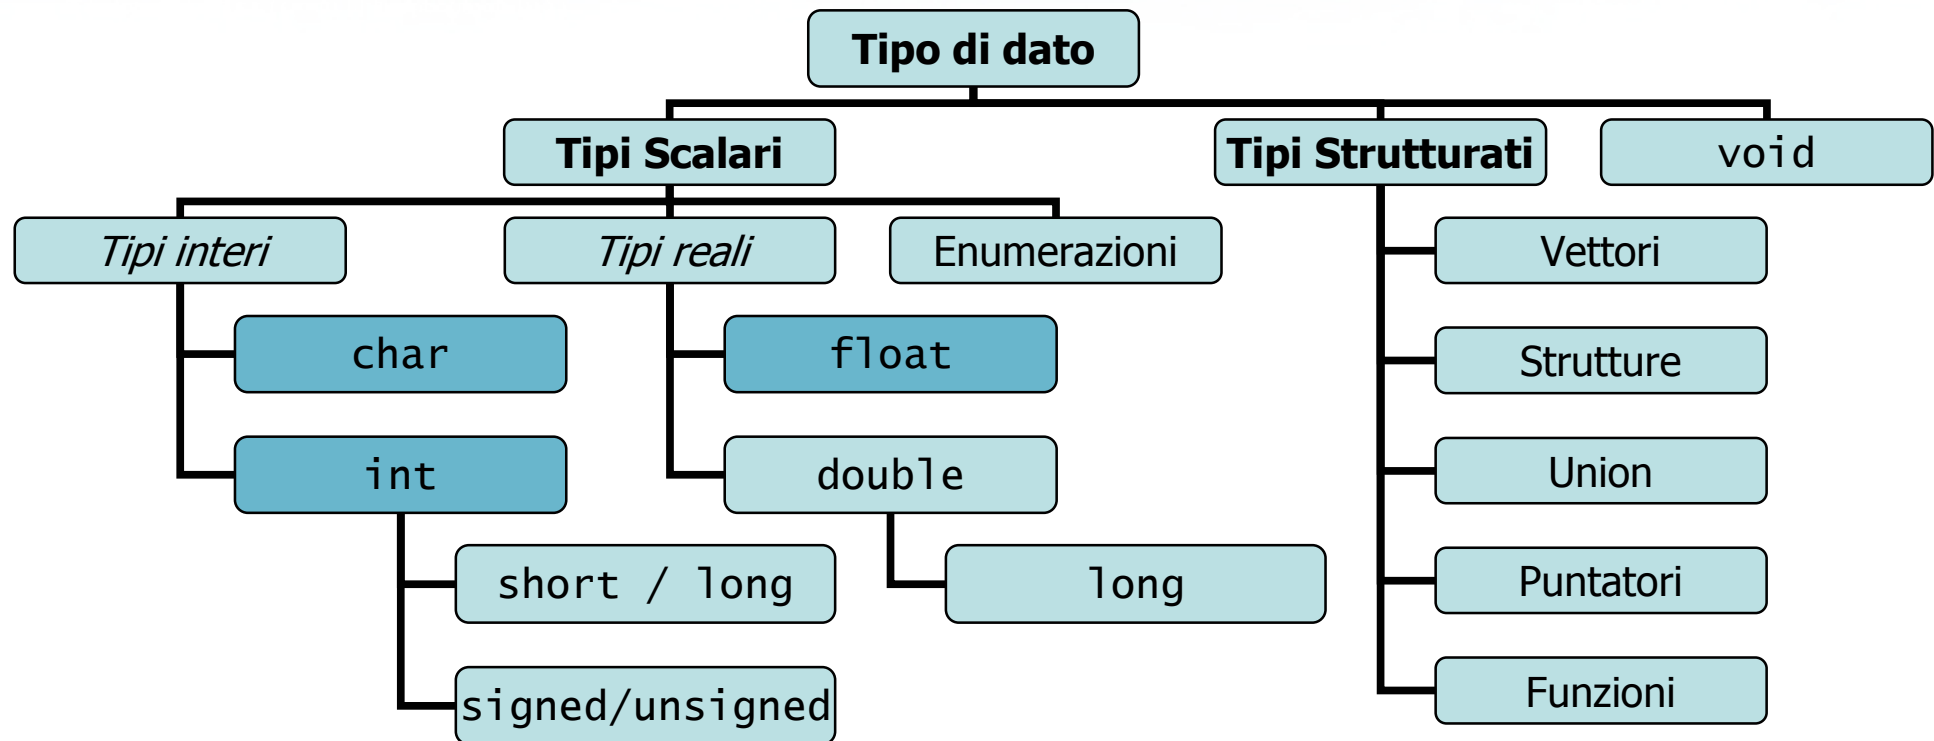 Tipo di dato
Tipi Scalari
Tipi Strutturati
void
Tipi interi
Tipi reali
Enumerazioni
Vettori
char
float
Strutture
int
double
Union
short / long
long
Puntatori
signed/unsigned
Funzioni